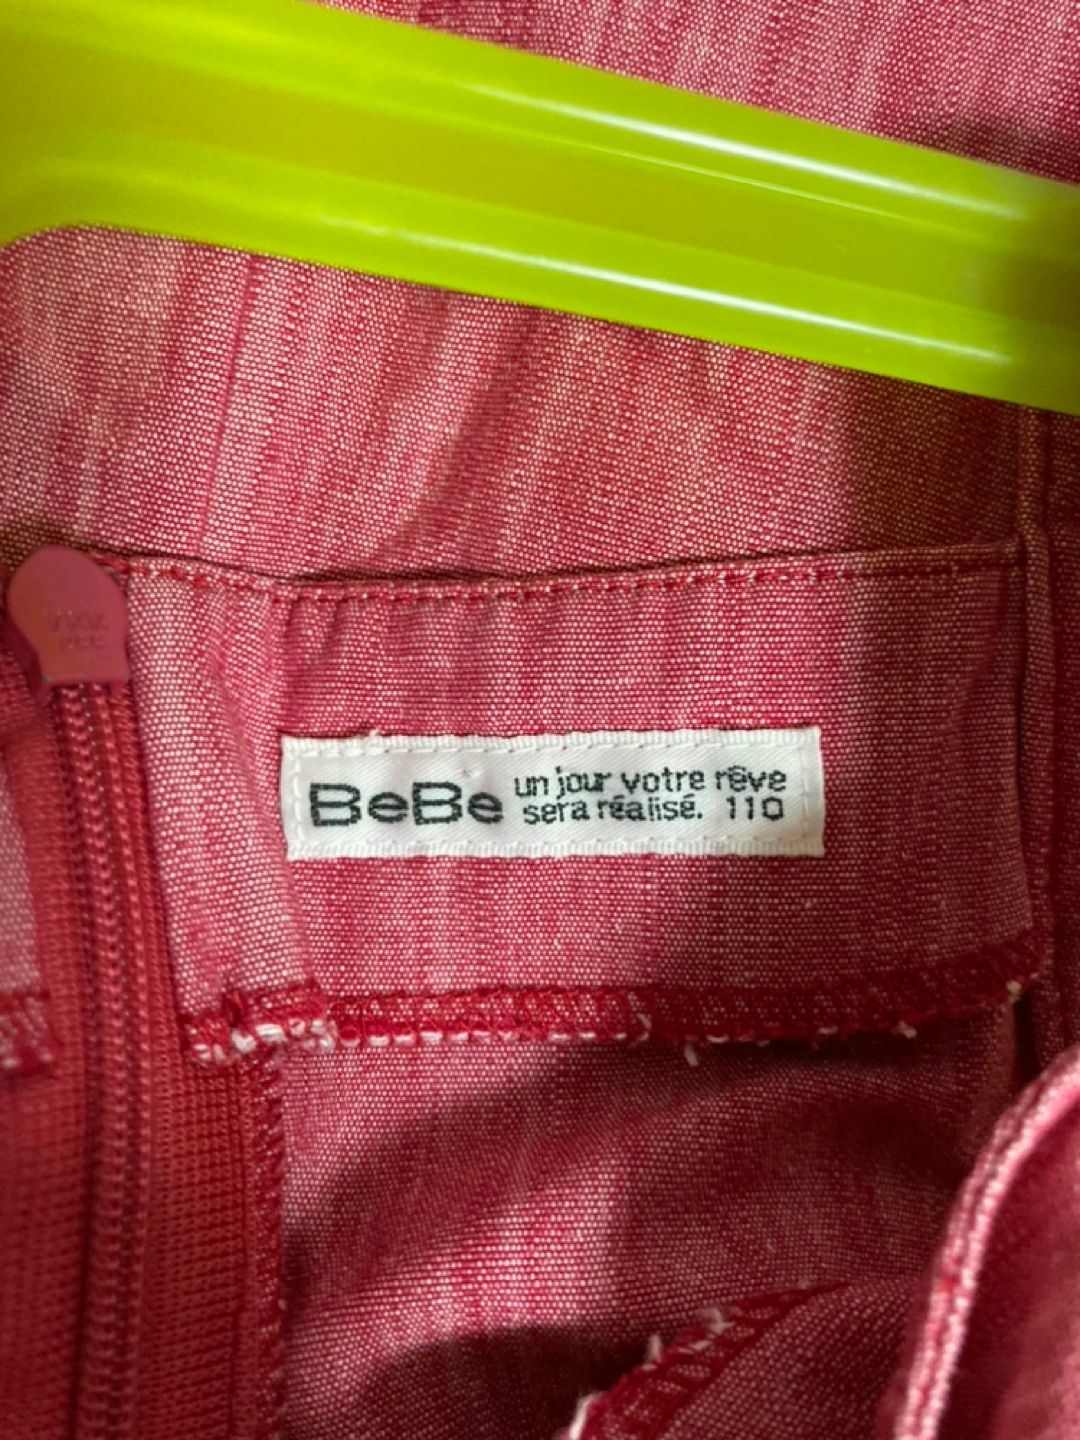 BeBe un jour votre rêve
sera réalisé. 110